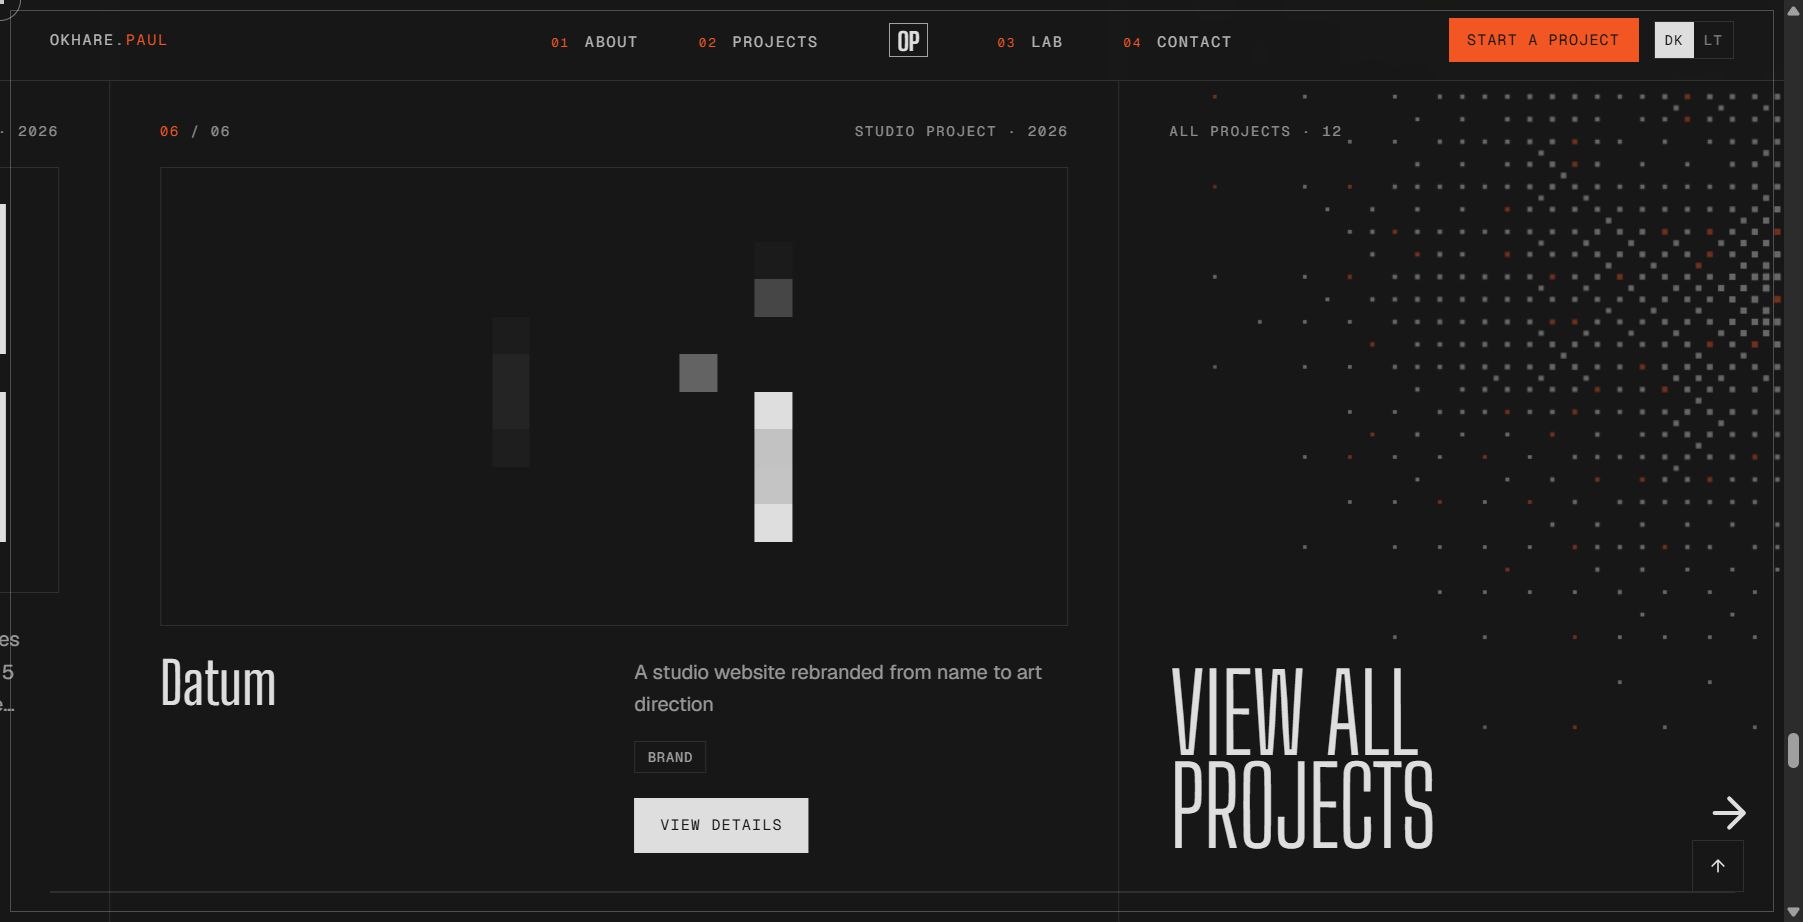 OKHARE.PAUL
01 ABOUT
02 PROJECTS
OP
03 LAB
04 CONTACT
START A PROJECT
DK
LT
· 2026
06 / 06
STUDIO PROJECT · 2026
ALL PROJECTS · 12
es
5
e…
Datum
A studio website rebranded from name to art
direction
BRAND
VIEW DETAILS
VIEW ALL
PROJECTS